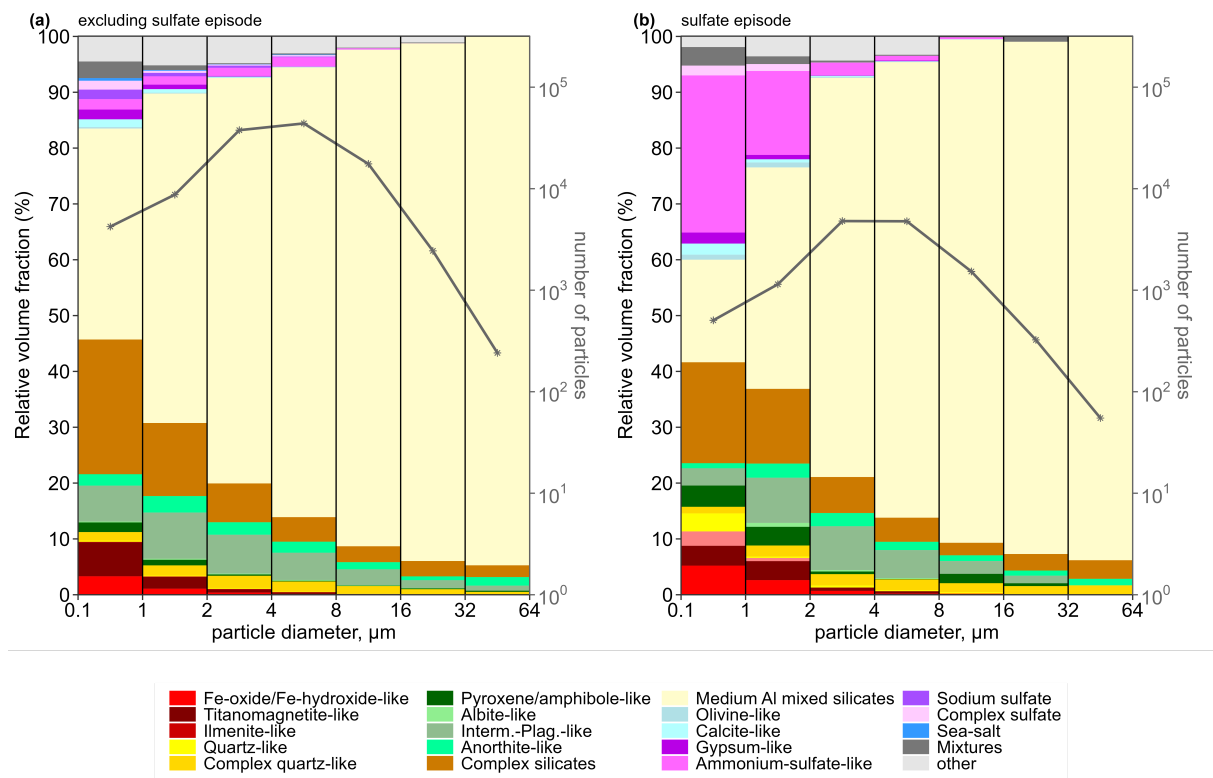 (a) excluding sulfate episode
100
90
80
70
60
50
40
30
20
10
0
Relative volume fraction (%)
10^5
10^4
10^3
10^2
10^1
10^0
number of particles
0.1 1 2 4 8 16 32 64
particle diameter, µm
(b) sulfate episode
100
90
80
70
60
50
40
30
20
10
0
Relative volume fraction (%)
10^5
10^4
10^3
10^2
10^1
10^0
number of particles
0.1 1 2 4 8 16 32 64
particle diameter, µm
Fe-oxide/Fe-hydroxide-like
Titanomagnetite-like
Ilmenite-like
Quartz-like
Complex quartz-like
Pyroxene/amphibole-like
Albite-like
Interm.-Plag.-like
Anorthite-like
Complex silicates
Medium Al mixed silicates
Olivine-like
Calcite-like
Gypsum-like
Ammonium-sulfate-like
Sodium sulfate
Complex sulfate
Sea-salt
Mixtures
other